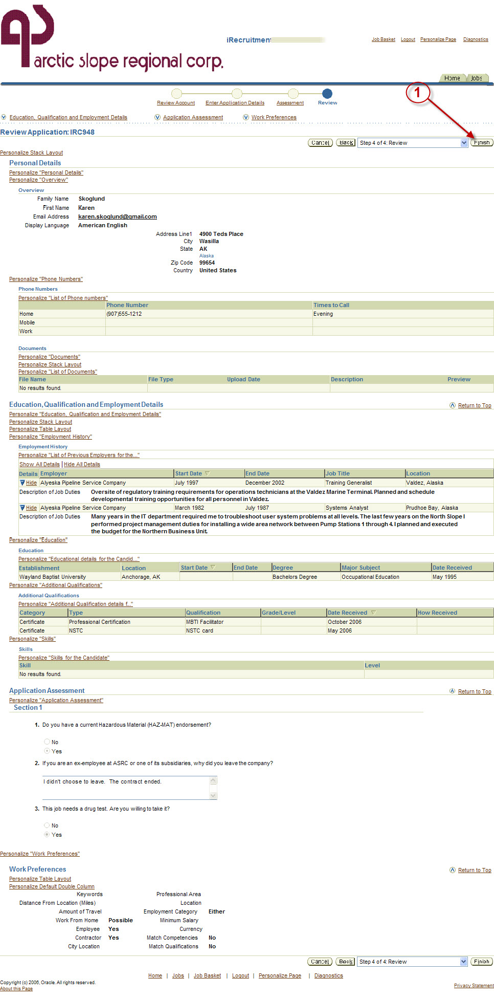 arctic slope regional corp.
iRecruitment
Job Basket Logout Personalize Page Diagnostics
Home Jobs
1
Review Account Enter Application Details Assessment Review
Education, Qualification and Employment Details Application Assessment Work Preferences
Review Application: IRC948
Cancel Back Step 4 of 4: Review Finish
Personalize Stack Layout
Personal Details
Personalize "Personal Details"
Personalize "Overview"
Overview
Family Name Skoglund
First Name Karen
Email Address karen.skoglund@gmail.com
Display Language American English
Address Line1 4900 Teds Place
City Wasilla
State AK
Alaska
Zip Code 99654
Country United States
Personalize "Phone Numbers"
Phone Numbers
Personalize "List of Phone numbers"
Phone Number Times to Call
Home (907)555-1212 Evening
Mobile
Work
Documents
Personalize "Documents"
Personalize Stack Layout
Personalize "List of Documents"
File Name File Type Upload Date Description Preview
No results found.
Education, Qualification and Employment Details Return to Top
Personalize "Education, Qualification and Employment Details"
Personalize Stack Layout
Personalize Table Layout
Personalize "Employment History"
Employment History
Personalize "List of Previous Employers for the..."
Show All Details | Hide All Details
Details Employer Start Date End Date Job Title Location
Hide Alyeska Pipeline Service Company July 1997 December 2002 Training Generalist Valdez, Alaska
Description of Job Duties Oversite of regulatory training requirements for operations technicians at the Valdez Marine Terminal. Planned and schedule
developmental training opportunities for all personnel in Valdez.
Hide Alyeska Pipeline Service Company March 1982 July 1987 Systems Analyst Prudhoe Bay, Alaska
Description of Job Duties Many years in the IT department required me to troubleshoot user system problems at all levels. The last few years on the North Slope I
performed project management duties for installing a wide area network between Pump Stations 1 through 4. I planned and executed
the budget for the Northern Business Unit.
Personalize "Education"
Education
Personalize "Educational details for the Candid..."
Establishment Location Start Date End Date Degree Major Subject Date Received
Wayland Baptist University Anchorage, AK Bachelors Degree Occupational Education May 1995
Personalize "Additional Qualifications"
Additional Qualifications
Personalize "Additional Qualification details f..."
Category Type Qualification Grade/Level Date Received How Received
Certificate Professional Certification MBTI Facilitator October 2006
Certificate NSTC NSTC card May 2006
Personalize "Skills"
Skills
Personalize "Skills for the Candidate"
Skill Level
No results found.
Application Assessment Return to Top
Personalize "Application Assessment"
Section 1
1. Do you have a current Hazardous Material (HAZ-MAT) endorsement?
No
Yes
2. If you are an ex-employee at ASRC or one of its subsidiaries, why did you leave the company?
I didn't choose to leave. The contract ended.
3. This job needs a drug test. Are you willing to take it?
No
Yes
Personalize "Work Preferences"
Work Preferences Return to Top
Personalize Table Layout
Personalize Default Double Column
Keywords Professional Area
Distance From Location (Miles) Location
Amount of Travel Employment Category Either
Work From Home Possible Minimum Salary
Employee Yes Currency
Contractor Yes Match Competencies No
City Location Match Qualifications No
Cancel Back Step 4 of 4: Review Finish
Home | Jobs | Job Basket | Logout | Personalize Page | Diagnostics
Copyright (c) 2006, Oracle. All rights reserved.
About this Page Privacy Statement